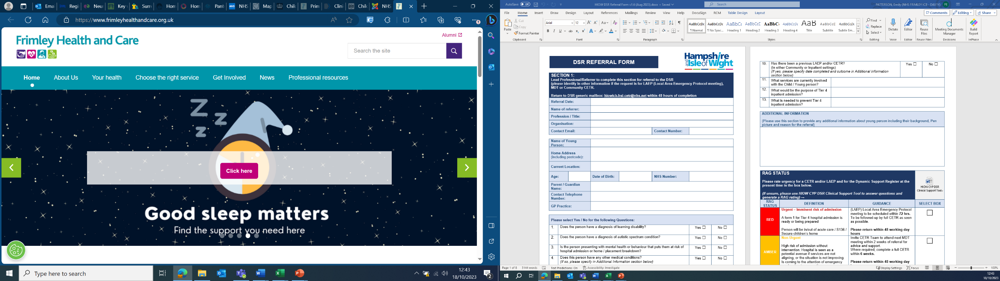 Emai
Regi
Neur
Key
Surre
Hom
Hom
Pant
NHS
Map
Chil
Prim
Clini
Chil
NHS
https://www.frimleyhealthandcare.org.uk
Frimley Health and Care
Alumni
Search the site
Home
About Us
Your health
Choose the right service
Get Involved
News
Professional resources
Z
Z
Z
Click here
Good sleep matters
Find the support you need here
Type here to search
12:43
18/10/2023
2
AutoSave Off
HIOW DSR Referral Form v1.6 (Aug 2023).docx • Saved
Search
PATTERSON, Emily (NHS FRIMLEY ICB - D4U1Y)
PE
File Home Insert Draw Design Layout References Mailings Review View Help DocuSign RCM Table Design Layout
Comments
Editing
Share
Paste
Cut
Copy
Format Painter
Arial
12
AaBbCcDc ¶ Normal
AaBbCcDc ¶ No Spac...
AaBbCc Heading 1
AaBbCcC Heading 2
AaBbC Heading 3
AaBbCcDc Heading 4
AaB Title
AaBbCcC Subtitle
AaBbCcDc Subtle Em...
Find
Replace
Select
Dictate
Editor
Reuse Files
Meeting Documents Manager
Build Report
Clipboard
Font
Paragraph
Styles
Editing
Voice
Editor
Reuse Files
Decisions
InPhase
DSR REFERRAL FORM
Hampshire
and Isle of Wight
SECTION 1:
Lead Professional/Referrer to complete this section for referral to the DSR
(please identify in other information if the request is for LAEP (Local Area Emergency Protocol meeting),
MDT or Community CETR.
Return to DSR generic mailbox: hiowicb.hsi-cetr@nhs.net within 48 hours of completion
Referral Date:
Name of referrer:
Profession / Title:
Organisation:
Contact Email:
Contact Number:
Name of Young
Person:
Home Address
(including postcode):
Current Location:
Age:
Date of Birth:
NHS Number:
Parent / Guardian
Name:
Contact Telephone
Number:
GP Practice:
Please select Yes / No for the following Questions:
1. Does the person have a diagnosis of learning disability? Yes ☐ No ☐
2. Does the person have a diagnosis of autistic spectrum condition? Yes ☐ No ☐
3. Is the person presenting with mental health or behaviour that puts them at risk of Yes ☐ No ☐
hospital admission or home / placement breakdown?
4. Does this person have any other medical conditions? Yes ☐ No ☐
(If so, please specify in Additional Information section below)
10. Has there been a previous LAEP and/or CETR? Yes ☐ No ☐
(In either Community or Inpatient settings)
(If yes, please specify date completed and outcome in Additional Information
section below)
11. What services are currently involved
with the Child / Young person?
12. What would be the purpose of Tier 4
inpatient admission?
13. What is needed to prevent Tier 4
inpatient admission?
ADDITIONAL INFORMATION
(Please use this section to provide any additional information about young person including their background, Pen
picture and reason for the referral)
RAG STATUS
Please rate urgency for a CETR and/or LAEP and for the Dynamic Support Register at the
present time in the box below.
(If unsure, please use HIOW CYP DSR Clinical Support Tool to answer questions and
generate a RAG rating) →
HIOW CYP DSR
Clinical Support Tool.
RAG
STATUS
DEFINITION
GUIDANCE
SELECT BOX
RED
Urgent – Imminent risk of admission
A form 1 for Tier 4 hospital admission is
ready or being prepared
Person will be in/out of acute care / S136 /
Secure children's home
(LAEP) Local Area Emergency Protocol
meeting to be scheduled within 72 hrs.
To be followed-up by full CETR as soon
as possible.
Please return within 48 working day
hours
AMBER
Non-Urgent
High risk of admission without
intervention. Hospital is seen as a
potential avenue if services are not
aligning, or the situation is not improving.
Is coming to the attention of emergency
Invite CETR Team to attend next MDT
meeting within 2 weeks of referral for
advice and support.
Where required, complete a full CETR
within 6 weeks.
Please return within 48 working day
Page 1 of 8
3144 words
Text Predictions: On
Accessibility: Investigate
Display Settings
Focus
100%
12:43
18/10/2023